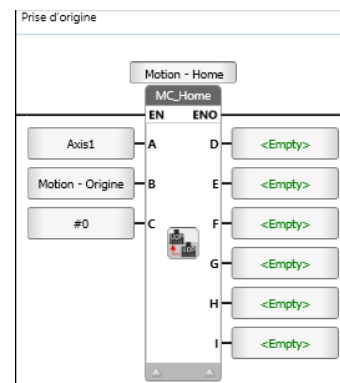 Prise d'origine
Motion - Home
MC_Home
EN ENO
Axis1 A D <Empty>
Motion - Origine B E <Empty>
#0 C F <Empty>
G <Empty>
H <Empty>
I <Empty>